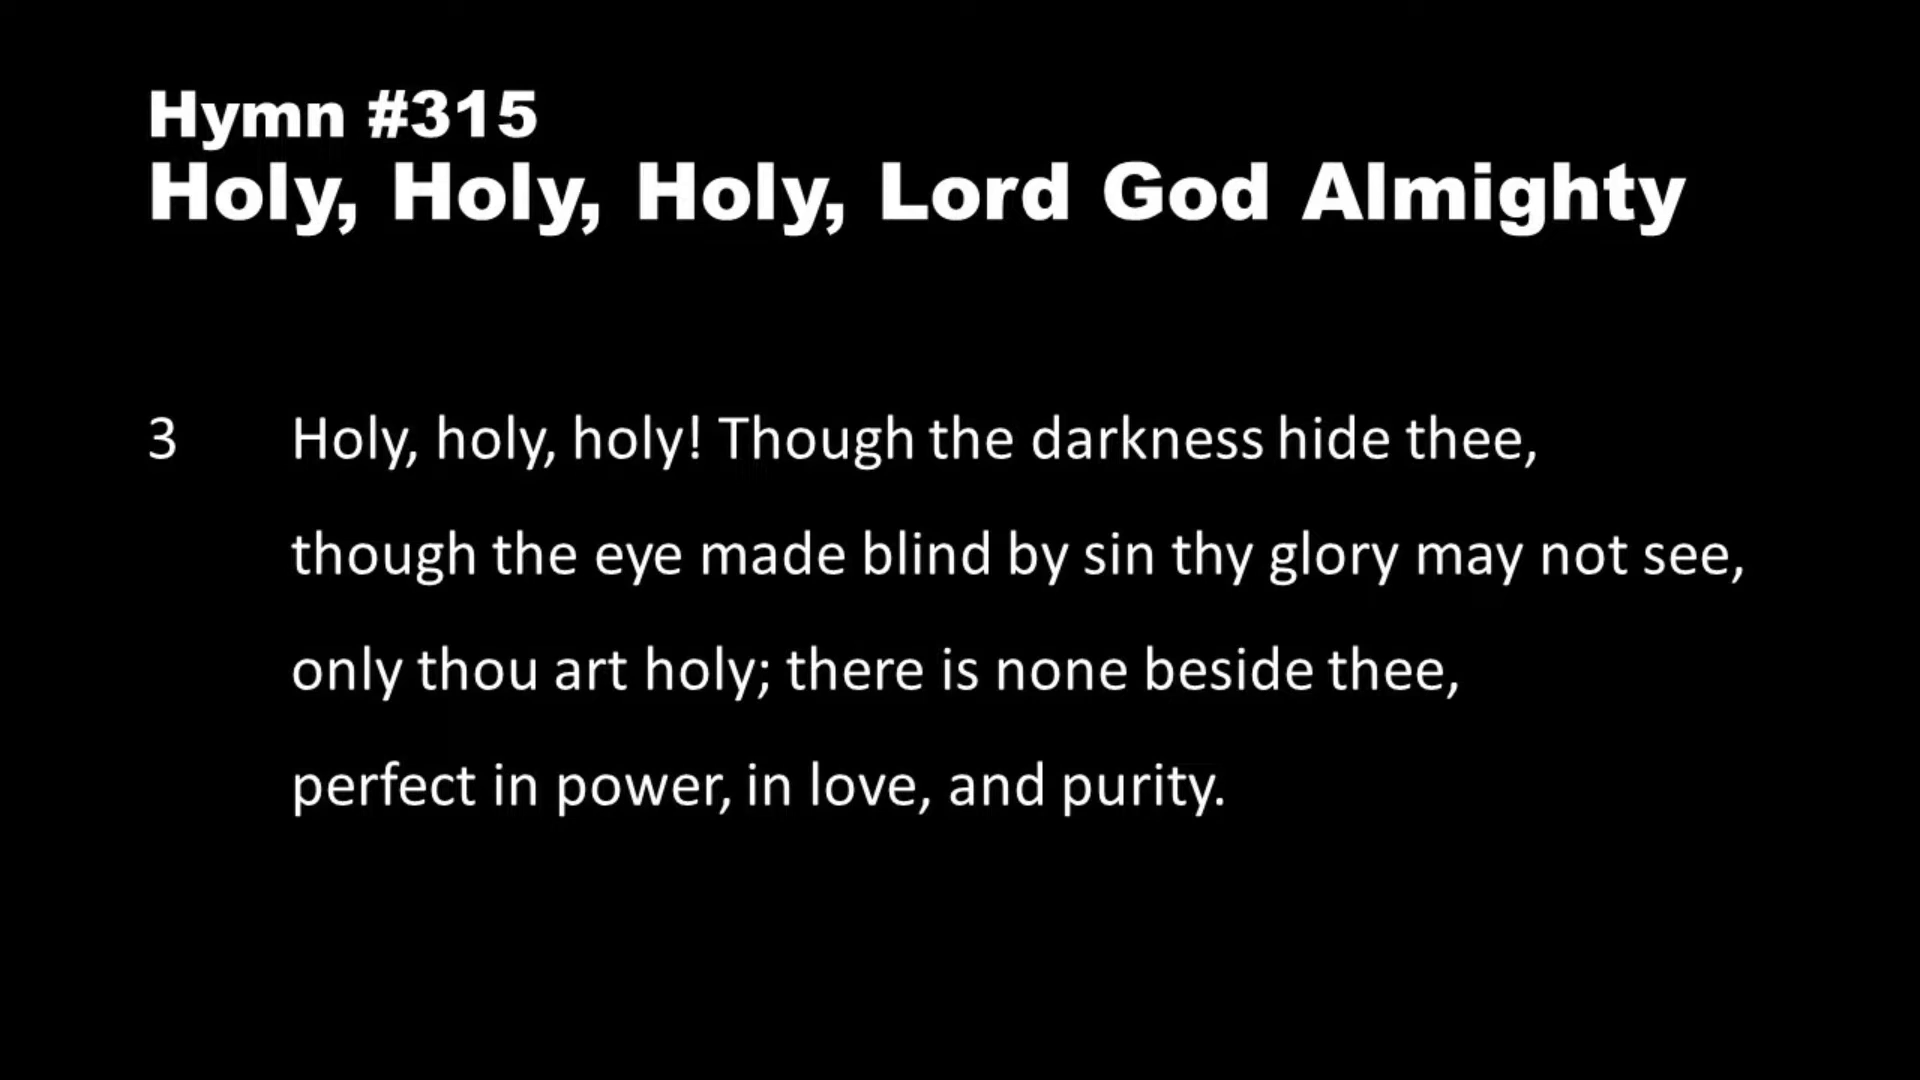 Hymn #315
Holy, Holy, Holy, Lord God Almighty
3 Holy, holy, holy! Though the darkness hide thee,
though the eye made blind by sin thy glory may not see,
only thou art holy; there is none beside thee,
perfect in power, in love, and purity.